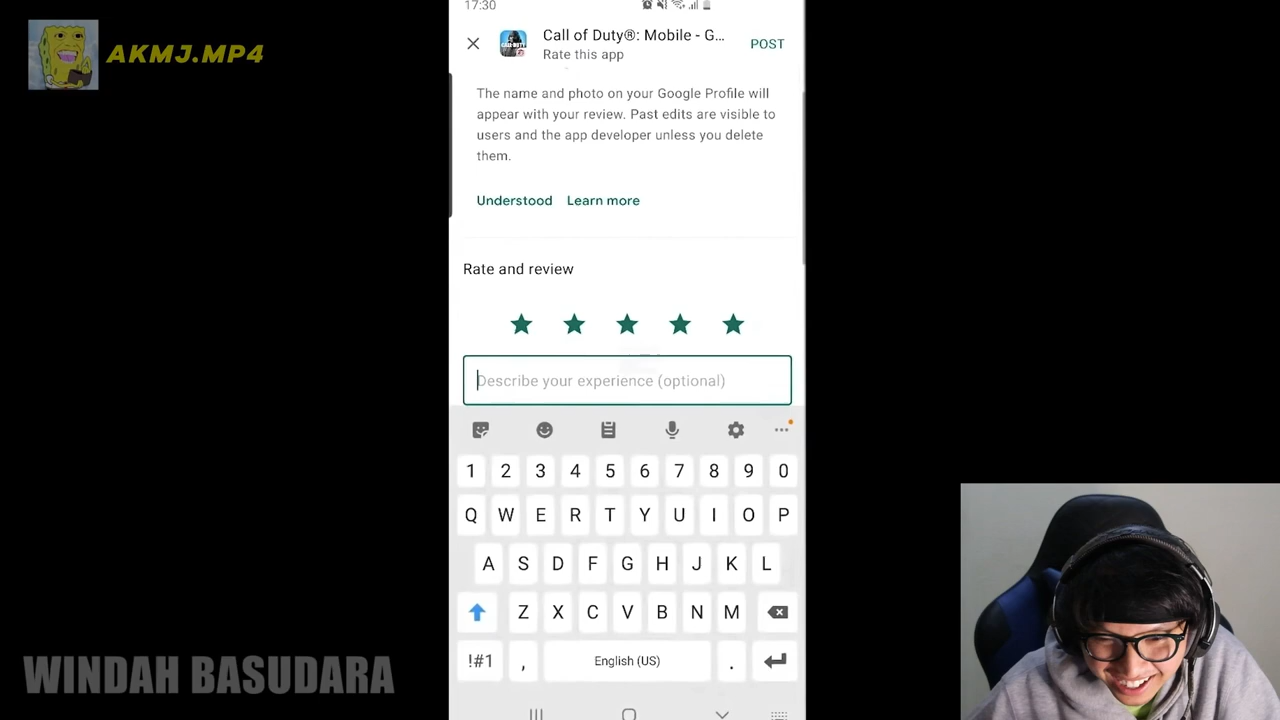 17:30
AKMJ.MP4
Call of Duty®: Mobile - G...
Rate this app
POST
The name and photo on your Google Profile will
appear with your review. Past edits are visible to
users and the app developer unless you delete
them.
Understood Learn more
Rate and review
Describe your experience (optional)
1 2 3 4 5 6 7 8 9 0
Q W E R T Y U I O P
A S D F G H J K L
Z X C V B N M
!#1 , English (US) .
WINDAH BASUDARA